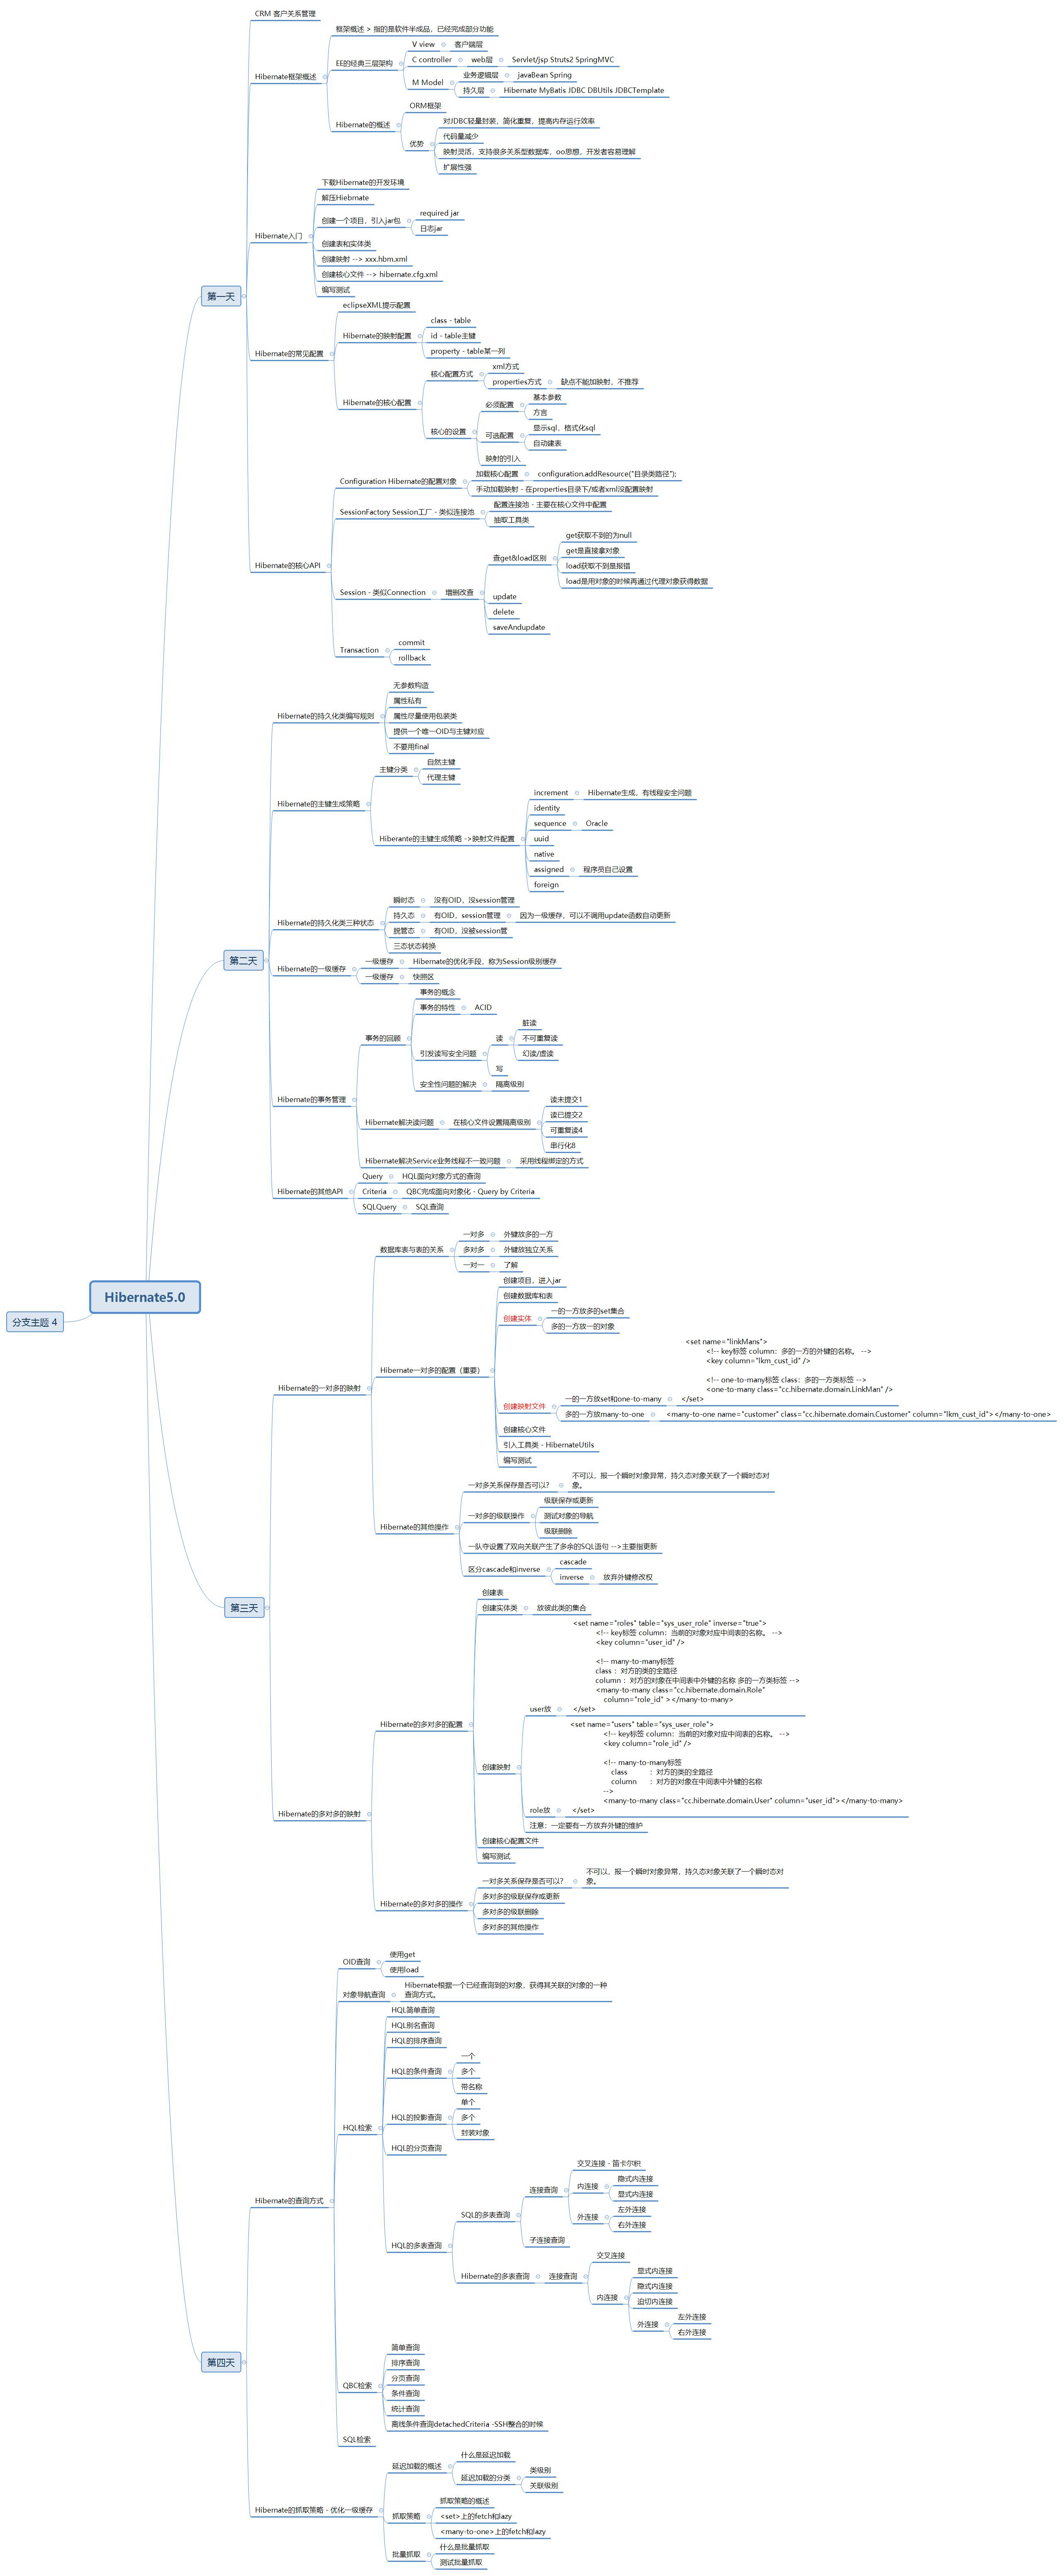 Hibernate5.0
分支主题 4
第一天
CRM 客户关系管理
Hibernate框架概述
框架概述 > 指的是软件半成品，已经完成部分功能
EE的经典三层架构
V view
客户端层
C controller
web层
Servlet/jsp Struts2 SpringMVC
M Model
业务逻辑层
javaBean Spring
持久层
Hibernate MyBatis JDBC DBUtils JDBCTemplate
Hibernate的概述
ORM框架
优势
对JDBC轻量封装，简化重复，提高内存运行效率
代码量减少
映射灵活，支持很多关系型数据库，oo思想，开发者容易理解
扩展性强
Hibernate入门
下载Hibernate的开发环境
解压Hiebrnate
创建一个项目，引入jar包
required jar
日志jar
创建表和实体类
创建映射 --> xxx.hbm.xml
创建核心文件 --> hibernate.cfg.xml
编写测试
Hibernate的常见配置
eclipseXML提示配置
Hibernate的映射配置
class - table
id - table主键
property - table某一列
Hibernate的核心配置
核心配置方式
xml方式
properties方式
缺点不能加映射，不推荐
核心的设置
必须配置
基本参数
方言
可选配置
显示sql，格式化sql
自动建表
映射的引入
Hibernate的核心API
Configuration Hibernate的配置对象
加载核心配置
configuration.addResource("目录类路径");
手动加载映射 - 在properties目录下/或者xml没配置映射
SessionFactory Session工厂 - 类似连接池
配置连接池 - 主要在核心文件中配置
抽取工具类
Session - 类似Connection
增删改查
查get&load区别
get获取不到的为null
get是直接拿对象
load获取不到是报错
load是用对象的时候再通过代理对象获得数据
update
delete
saveAndupdate
Transaction
commit
rollback
第二天
Hibernate的持久化类编写规则
无参数构造
属性私有
属性尽量使用包装类
提供一个唯一OID与主键对应
不要用final
Hibernate的主键生成策略
主键分类
自然主键
代理主键
Hiberante的主键生成策略 ->映射文件配置
increment
Hibernate生成，有线程安全问题
identity
sequence
Oracle
uuid
native
assigned
程序员自己设置
foreign
Hibernate的持久化类三种状态
瞬时态
没有OID，没session管理
持久态
有OID，session管理
因为一级缓存，可以不调用update函数自动更新
脱管态
有OID，没被session管
三态状态转换
Hibernate的一级缓存
一级缓存
Hibernate的优化手段，称为Session级别缓存
一级缓存
快照区
Hibernate的事务管理
事务的回顾
事务的概念
事务的特性
ACID
引发读写安全问题
读
脏读
不可重复读
幻读/虚读
写
安全性问题的解决
隔离级别
Hibernate解决读问题
在核心文件设置隔离级别
读未提交1
读已提交2
可重复读4
串行化8
Hibernate解决Service业务线程不一致问题
采用线程绑定的方式
Hibernate的其他API
Query
HQL面向对象方式的查询
Criteria
QBC完成面向对象化 - Query by Criteria
SQLQuery
SQL查询
第三天
Hibernate的一对多的映射
数据库表与表的关系
一对多
外键放多的一方
多对多
外键放独立关系
一对一
了解
Hibernate一对多的配置（重要）
创建项目，进入jar
创建数据库和表
创建实体
一的一方放多的set集合
多的一方放一的对象
创建映射文件
一的一方放set和one-to-many
<set name="linkMans">
<!-- key标签 column：多的一方的外键的名称。 -->
<key column="lkm_cust_id" />
<!-- one-to-many标签 class：多的一方类标签 -->
<one-to-many class="cc.hibernate.domain.LinkMan" />
</set>
多的一方放many-to-one
<many-to-one name="customer" class="cc.hibernate.domain.Customer" column="lkm_cust_id"></many-to-one>
创建核心文件
引入工具类 - HibernateUtils
编写测试
Hibernate的其他操作
一对多关系保存是否可以？
不可以，报一个瞬时对象异常，持久态对象关联了一个瞬时态对
象。
一对多的级联操作
级联保存或更新
测试对象的导航
级联删除
一队夺设置了双向关联产生了多余的SQL语句 -->主要指更新
区分cascade和inverse
cascade
inverse
放弃外键修改权
Hibernate的多对多的映射
Hibernate的多对多的配置
创建表
创建实体类
放彼此类的集合
创建映射
user放
<set name="roles" table="sys_user_role" inverse="true">
<!-- key标签 column：当前的对象对应中间表的名称。 -->
<key column="user_id" />
<!-- many-to-many标签
class ：对方的类的全路径
column ：对方的对象在中间表中外键的名称 多的一方类标签 -->
<many-to-many class="cc.hibernate.domain.Role"
column="role_id" ></many-to-many>
</set>
role放
<set name="users" table="sys_user_role">
<!-- key标签 column：当前的对象对应中间表的名称。 -->
<key column="role_id" />
<!-- many-to-many标签
class ：对方的类的全路径
column ：对方的对象在中间表中外键的名称
-->
<many-to-many class="cc.hibernate.domain.User" column="user_id"></many-to-many>
</set>
注意：一定要有一方放弃外键的维护
创建核心配置文件
编写测试
Hibernate的多对多的操作
一对多关系保存是否可以？
不可以，报一个瞬时对象异常，持久态对象关联了一个瞬时态对
象。
多对多的级联保存或更新
多对多的级联删除
多对多的其他操作
第四天
Hibernate的查询方式
OID查询
使用get
使用load
对象导航查询
Hibernate根据一个已经查询到的对象，获得其关联的对象的一种
查询方式。
HQL检索
HQL简单查询
HQL别名查询
HQL的排序查询
HQL的条件查询
一个
多个
带名称
HQL的投影查询
单个
多个
封装对象
HQL的分页查询
HQL的多表查询
SQL的多表查询
连接查询
交叉连接 - 笛卡尔积
内连接
隐式内连接
显式内连接
外连接
左外连接
右外连接
子连接查询
Hibernate的多表查询
连接查询
交叉连接
内连接
显式内连接
隐式内连接
迫切内连接
外连接
左外连接
右外连接
QBC检索
简单查询
排序查询
分页查询
条件查询
统计查询
离线条件查询detachedCriteria -SSH整合的时候
SQL检索
Hibernate的抓取策略 - 优化一级缓存
延迟加载的概述
什么是延迟加载
延迟加载的分类
类级别
关联级别
抓取策略
抓取策略的概述
<set>上的fetch和lazy
<many-to-one>上的fetch和lazy
批量抓取
什么是批量抓取
测试批量抓取